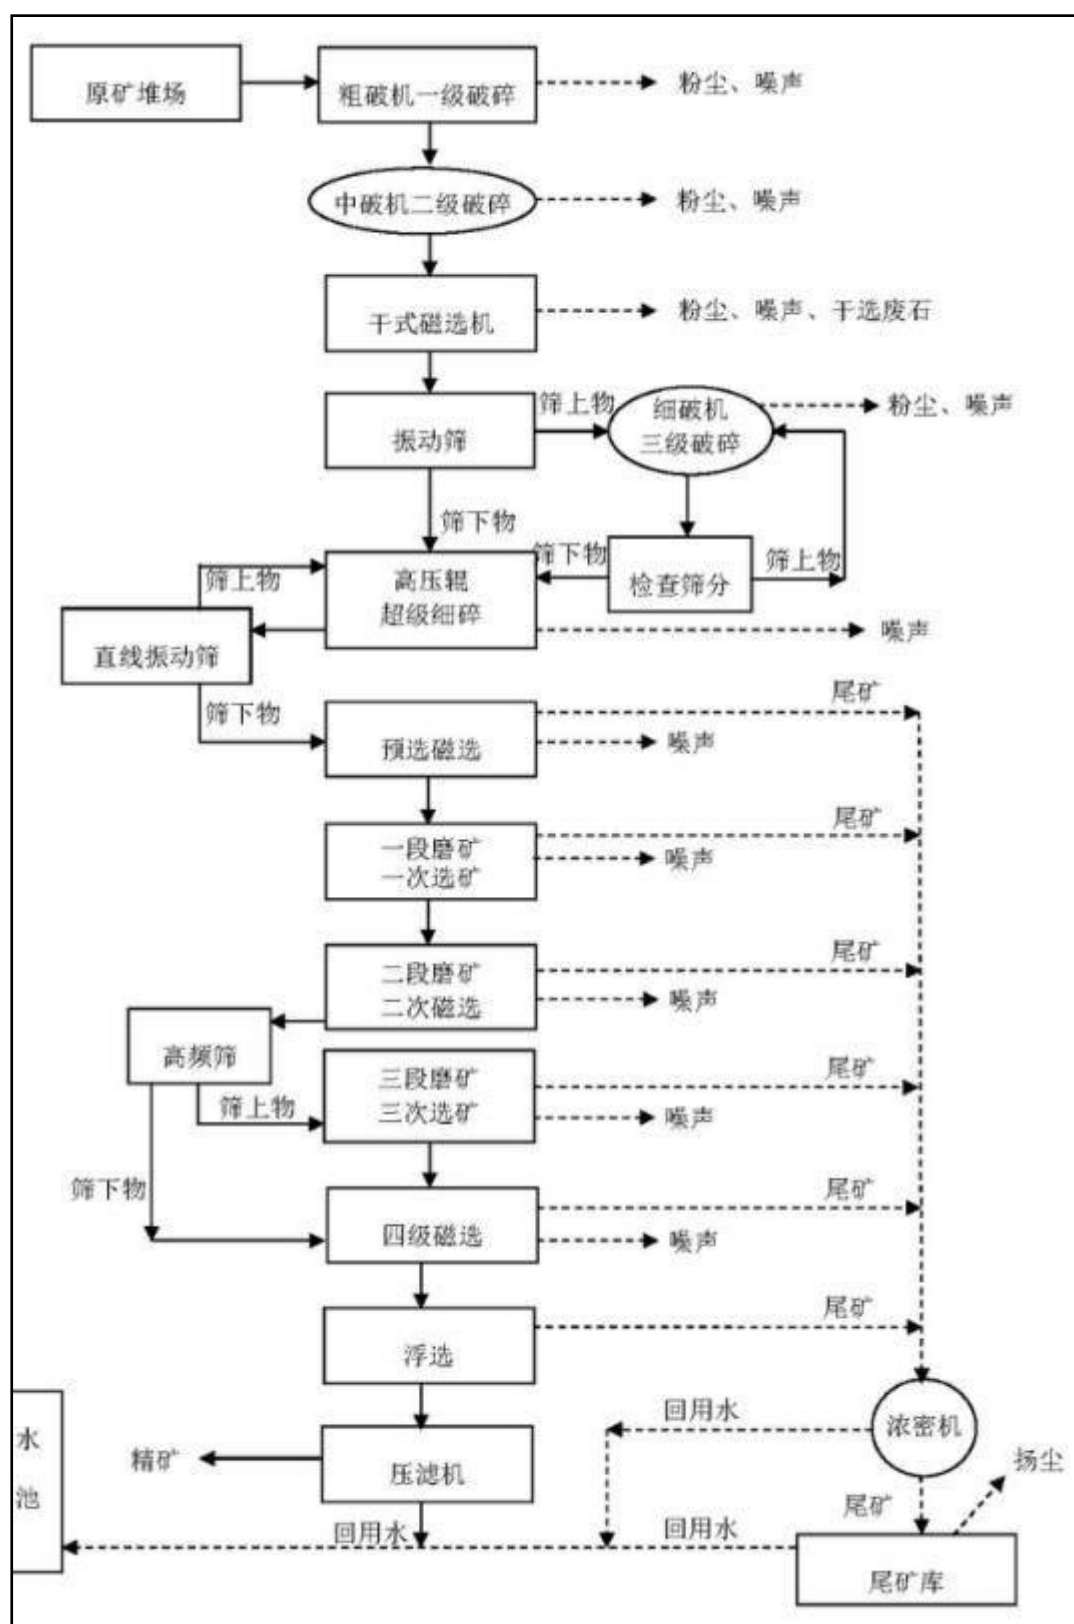 原矿堆场
粗破机一级破碎
粉尘、噪声
中破机二级破碎
粉尘、噪声
干式磁选机
粉尘、噪声、干选废石
振动筛
筛上物
细破机
三级破碎
粉尘、噪声
筛下物
筛下物
检查筛分
筛上物
筛上物
高压辊
超级细碎
噪声
直线振动筛
筛下物
预选磁选
尾矿
噪声
一段磨矿
一次选矿
尾矿
噪声
二段磨矿
二次磁选
尾矿
噪声
高频筛
筛上物
三段磨矿
三次选矿
尾矿
噪声
筛下物
四级磁选
尾矿
噪声
浮选
尾矿
浓密机
回用水
水
池
精矿
压滤机
扬尘
尾矿
回用水
回用水
尾矿库